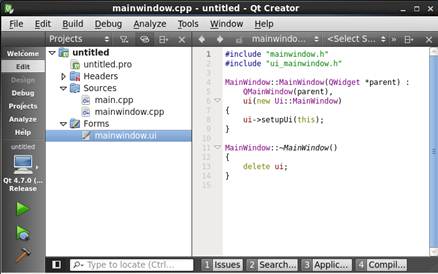 mainwindow.cpp - untitled - Qt Creator
File Edit Build Debug Analyze Tools Window Help
Projects mainwindo... <Select S...
Welcome
Edit
Design
Debug
Projects
Analyze
Help
untitled
Qt 4.7.0 (...
Release
untitled
untitled.pro
Headers
Sources
main.cpp
mainwindow.cpp
Forms
mainwindow.ui
1 #include "mainwindow.h"
2 #include "ui_mainwindow.h"
3
4 MainWindow::MainWindow(QWidget *parent) :
5 QMainWindow(parent),
6 ui(new Ui::MainWindow)
7 {
8 ui->setupUi(this);
9 }
10
11 MainWindow::~MainWindow()
12 {
13 delete ui;
14 }
15
Type to locate (Ctrl... 1 Issues 2 Search... 3 Applic... 4 Compil...